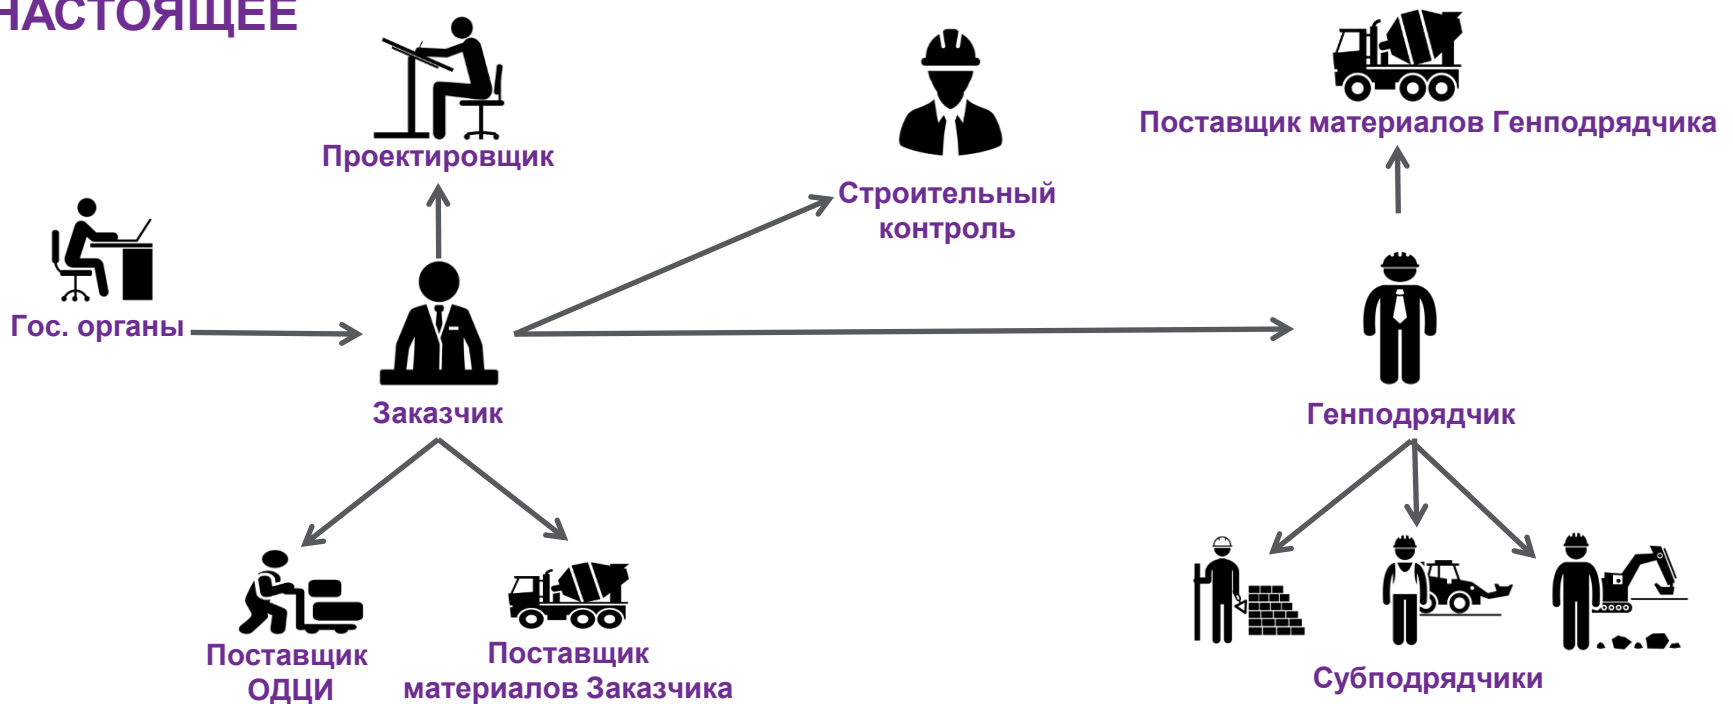 НАСТОЯЩЕЕ
Проектировщик
Поставщик материалов Генподрядчика
Строительный
контроль
Гос. органы
Заказчик
Генподрядчик
Поставщик
ОДЦИ
Поставщик
материалов Заказчика
Субподрядчики